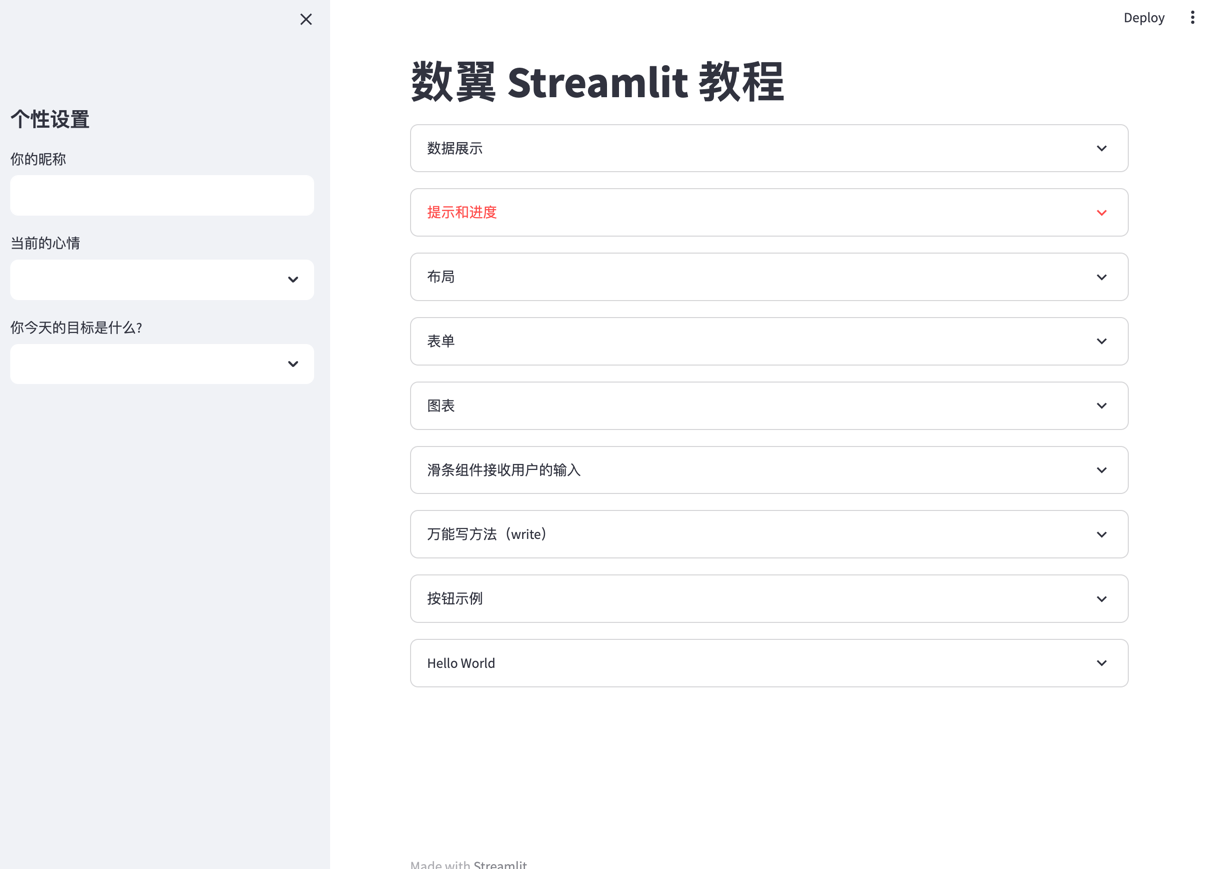 Deploy
个性设置
你的昵称
当前的心情
你今天的目标是什么?
数翼 Streamlit 教程
数据展示
提示和进度
布局
表单
图表
滑条组件接收用户的输入
万能写方法（write）
按钮示例
Hello World
Made with Streamlit